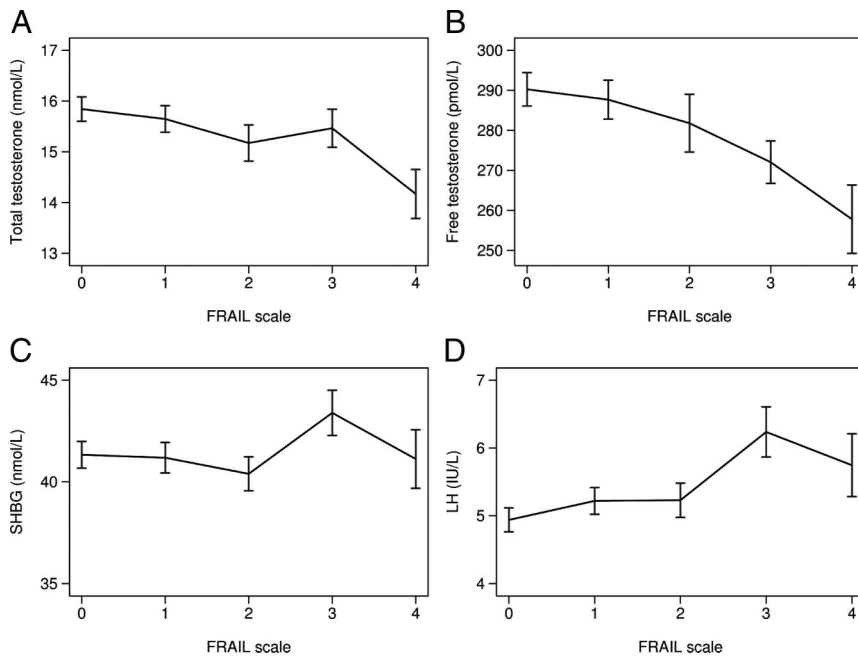 A
Total testosterone (nmol/L)
17
16
15
14
13
0 1 2 3 4
FRAIL scale
B
Free testosterone (pmol/L)
300
290
280
270
260
250
0 1 2 3 4
FRAIL scale
C
SHBG (nmol/L)
45
40
35
0 1 2 3 4
FRAIL scale
D
LH (IU/L)
7
6
5
4
0 1 2 3 4
FRAIL scale